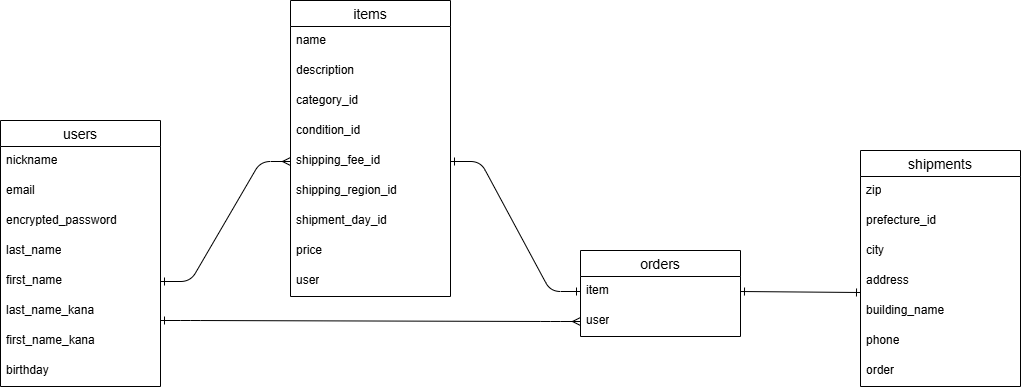 items
name
description
category_id
condition_id
shipping_fee_id
shipping_region_id
shipment_day_id
price
user
users
nickname
email
encrypted_password
last_name
first_name
last_name_kana
first_name_kana
birthday
orders
item
user
shipments
zip
prefecture_id
city
address
building_name
phone
order